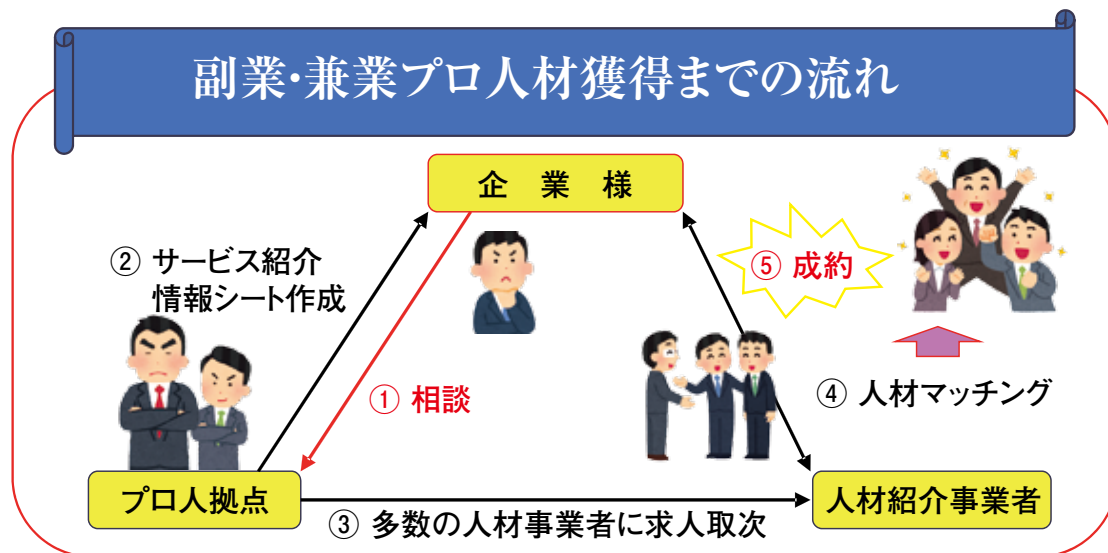 副業・兼業プロ人材獲得までの流れ
企業様
② サービス紹介
情報シート作成
⑤ 成約
① 相談
④ 人材マッチング
プロ人拠点
人材紹介事業者
③ 多数の人材事業者に求人取次